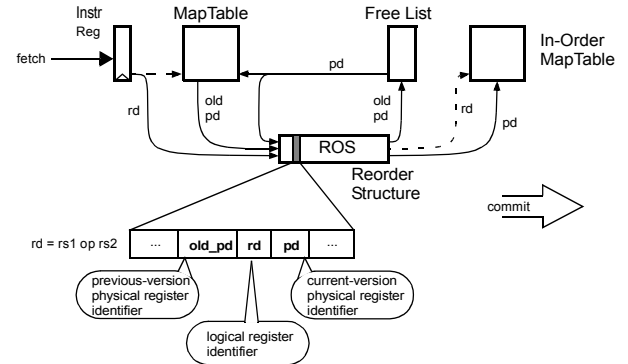 Instr
Reg
MapTable
Free List
In-Order
MapTable
fetch
pd
rd
old
pd
old
pd
rd
pd
ROS
Reorder
Structure
commit
rd = rs1 op rs2
... old_pd rd pd ...
previous-version
physical register
identifier
current-version
physical register
identifier
logical register
identifier